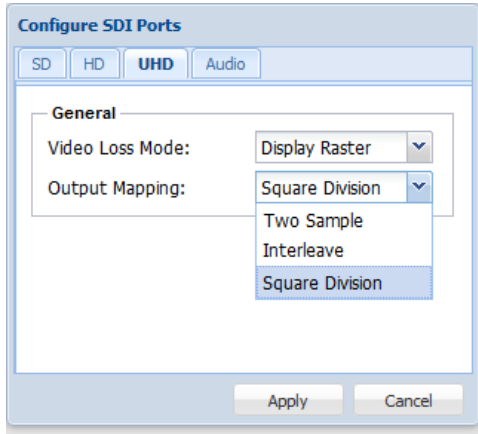 Configure SDI Ports
SD HD UHD Audio
General
Video Loss Mode: Display Raster
Output Mapping: Square Division
Two Sample
Interleave
Square Division
Apply Cancel